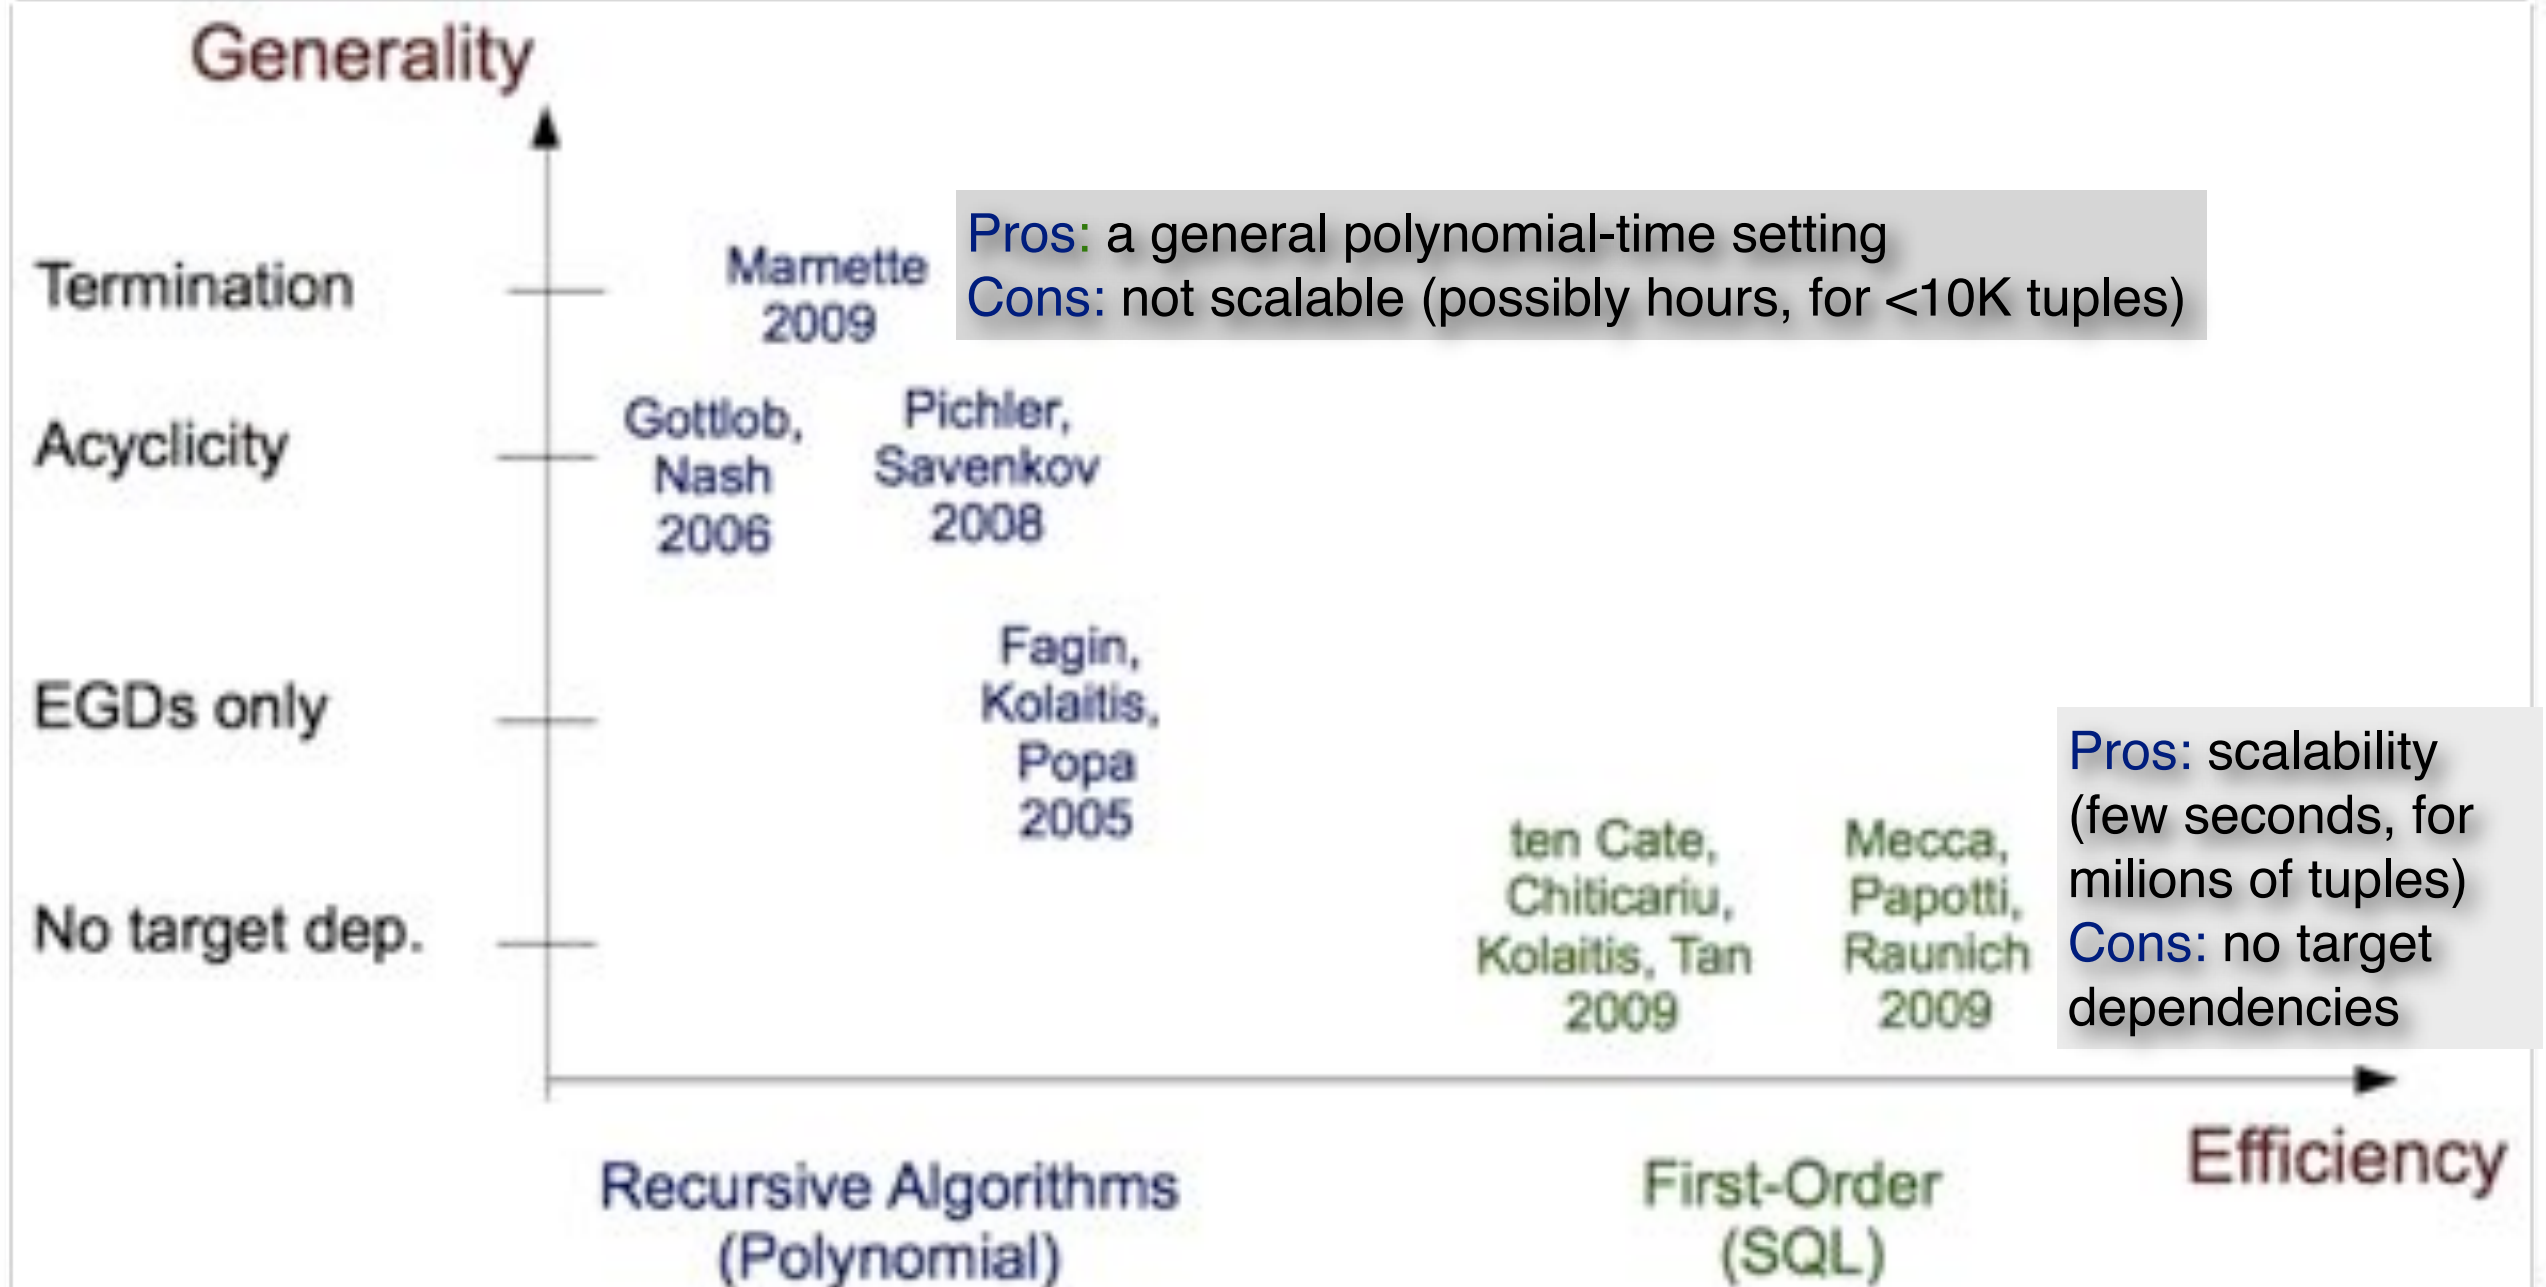 Generality
Termination
Marnette
2009
Pros: a general polynomial-time setting
Cons: not scalable (possibly hours, for <10K tuples)
Acyclicity
Gottlob,
Nash
2006
Pichler,
Savenkov
2008
EGDs only
Fagin,
Kolaitis,
Popa
2005
No target dep.
ten Cate,
Chiticariu,
Kolaitis, Tan
2009
Mecca,
Papotti,
Raunich
2009
Pros: scalability
(few seconds, for
milions of tuples)
Cons: no target
dependencies
Efficiency
Recursive Algorithms
(Polynomial)
First-Order
(SQL)